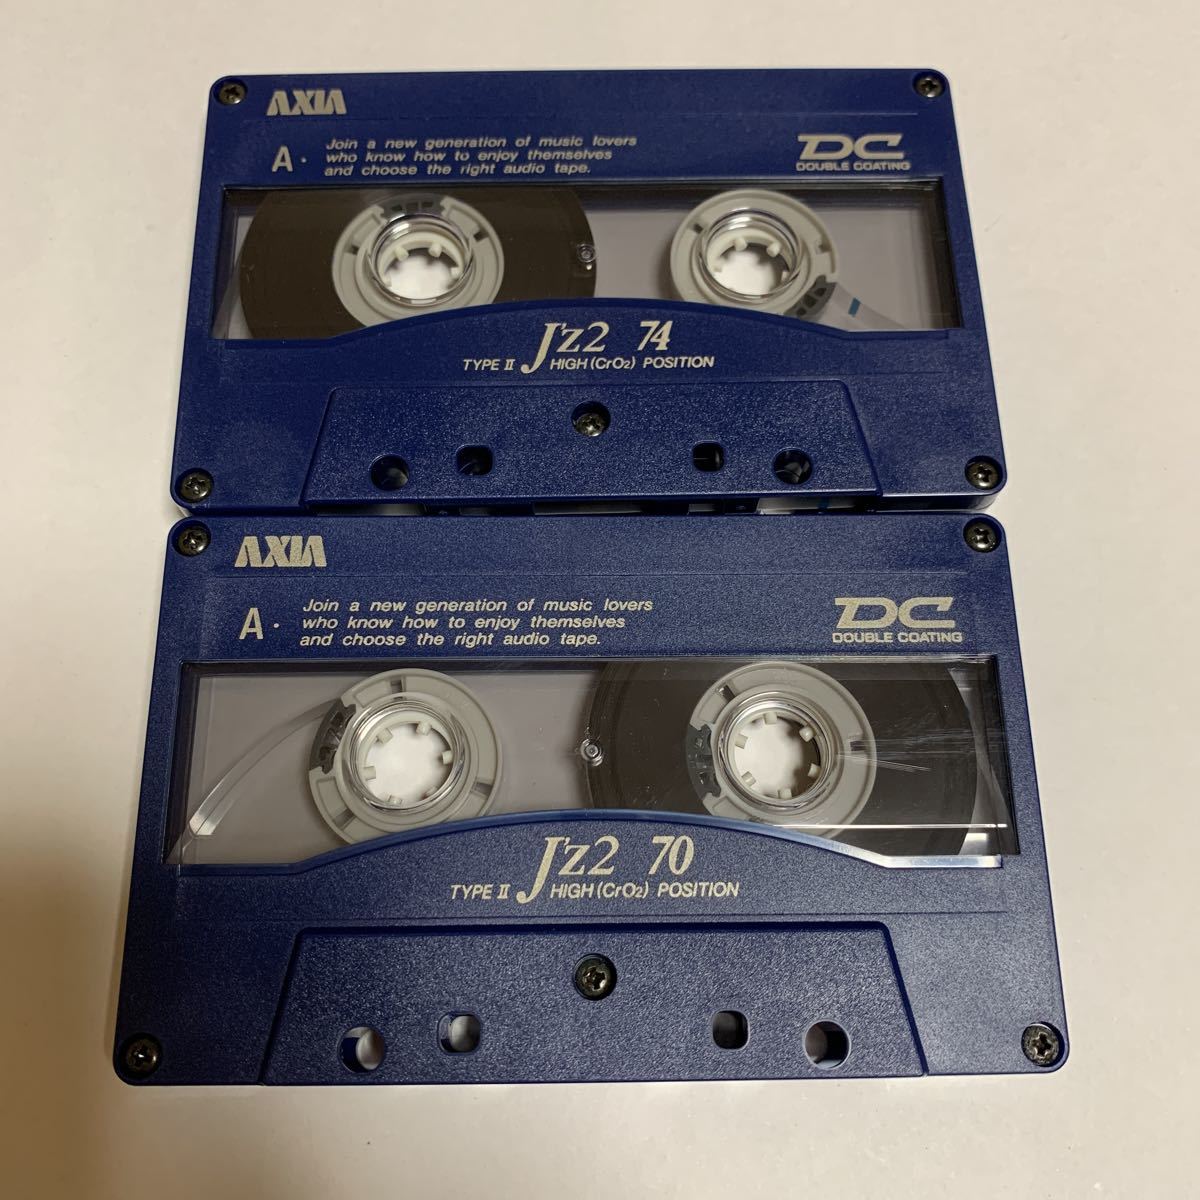 AXIA
A.
Join a new generation of music lovers
who know how to enjoy themselves
and choose the right audio tape.
DC
DOUBLE COATING
J'z2 74
TYPE II HIGH (CrO₂) POSITION
AXIA
A.
Join a new generation of music lovers
who know how to enjoy themselves
and choose the right audio tape.
DC
DOUBLE COATING
J'z2 70
TYPE II HIGH (CrO₂) POSITION